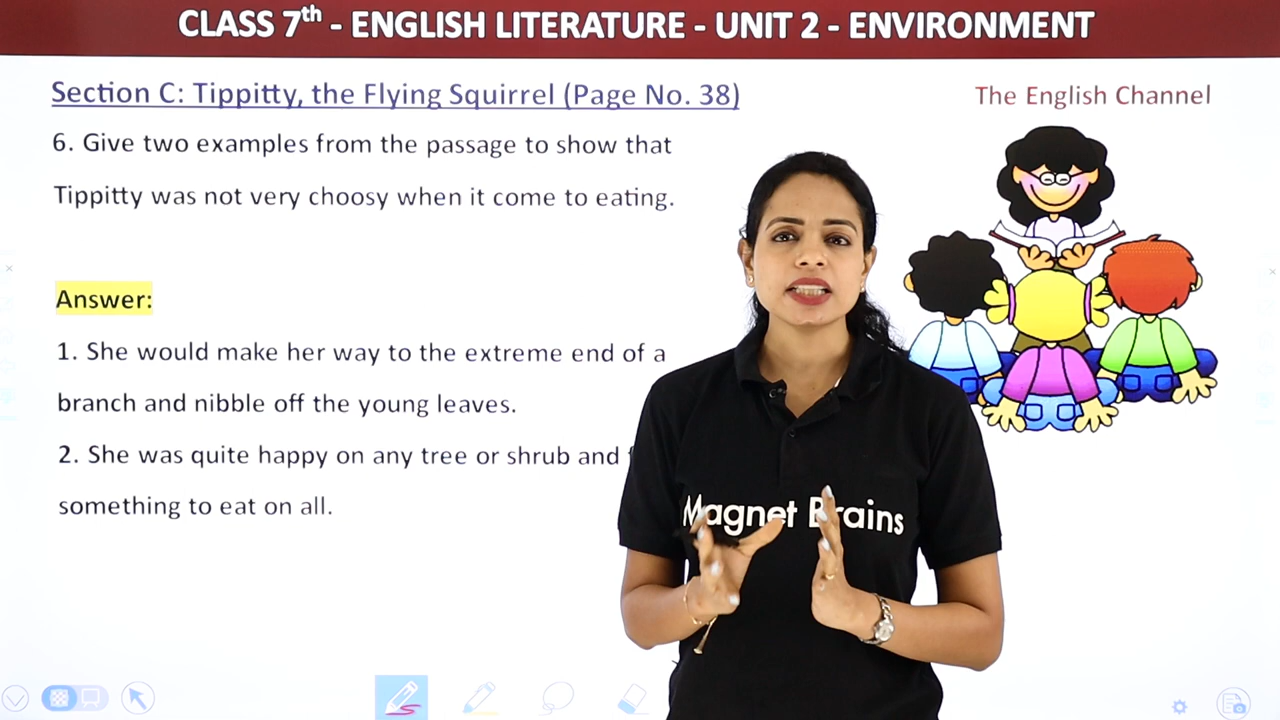 CLASS 7th - ENGLISH LITERATURE - UNIT 2 - ENVIRONMENT
Section C: Tippitty, the Flying Squirrel (Page No. 38)
The English Channel
6. Give two examples from the passage to show that
Tippitty was not very choosy when it come to eating.
Answer:
1. She would make her way to the extreme end of a
branch and nibble off the young leaves.
2. She was quite happy on any tree or shrub and
something to eat on all.
Magnet Brains